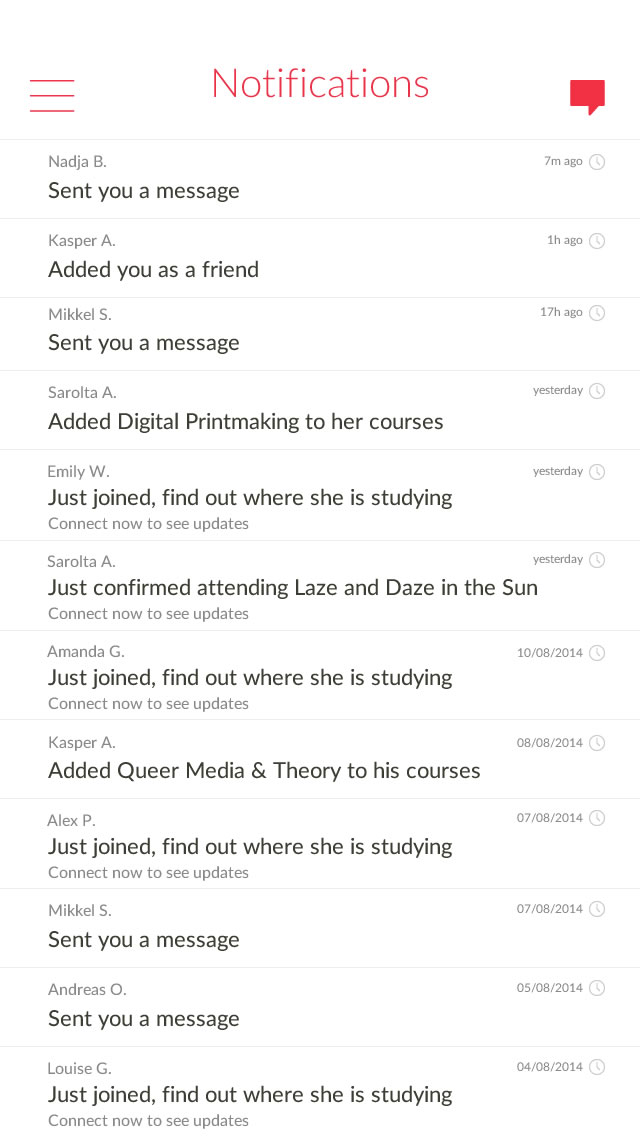 Notifications
Nadja B.
7m ago
Sent you a message
Kasper A.
1h ago
Added you as a friend
Mikkel S.
17h ago
Sent you a message
Sarolta A.
yesterday
Added Digital Printmaking to her courses
Emily W.
yesterday
Just joined, find out where she is studying
Connect now to see updates
Sarolta A.
yesterday
Just confirmed attending Laze and Daze in the Sun
Connect now to see updates
Amanda G.
10/08/2014
Just joined, find out where she is studying
Connect now to see updates
Kasper A.
08/08/2014
Added Queer Media & Theory to his courses
Alex P.
07/08/2014
Just joined, find out where she is studying
Connect now to see updates
Mikkel S.
07/08/2014
Sent you a message
Andreas O.
05/08/2014
Sent you a message
Louise G.
04/08/2014
Just joined, find out where she is studying
Connect now to see updates